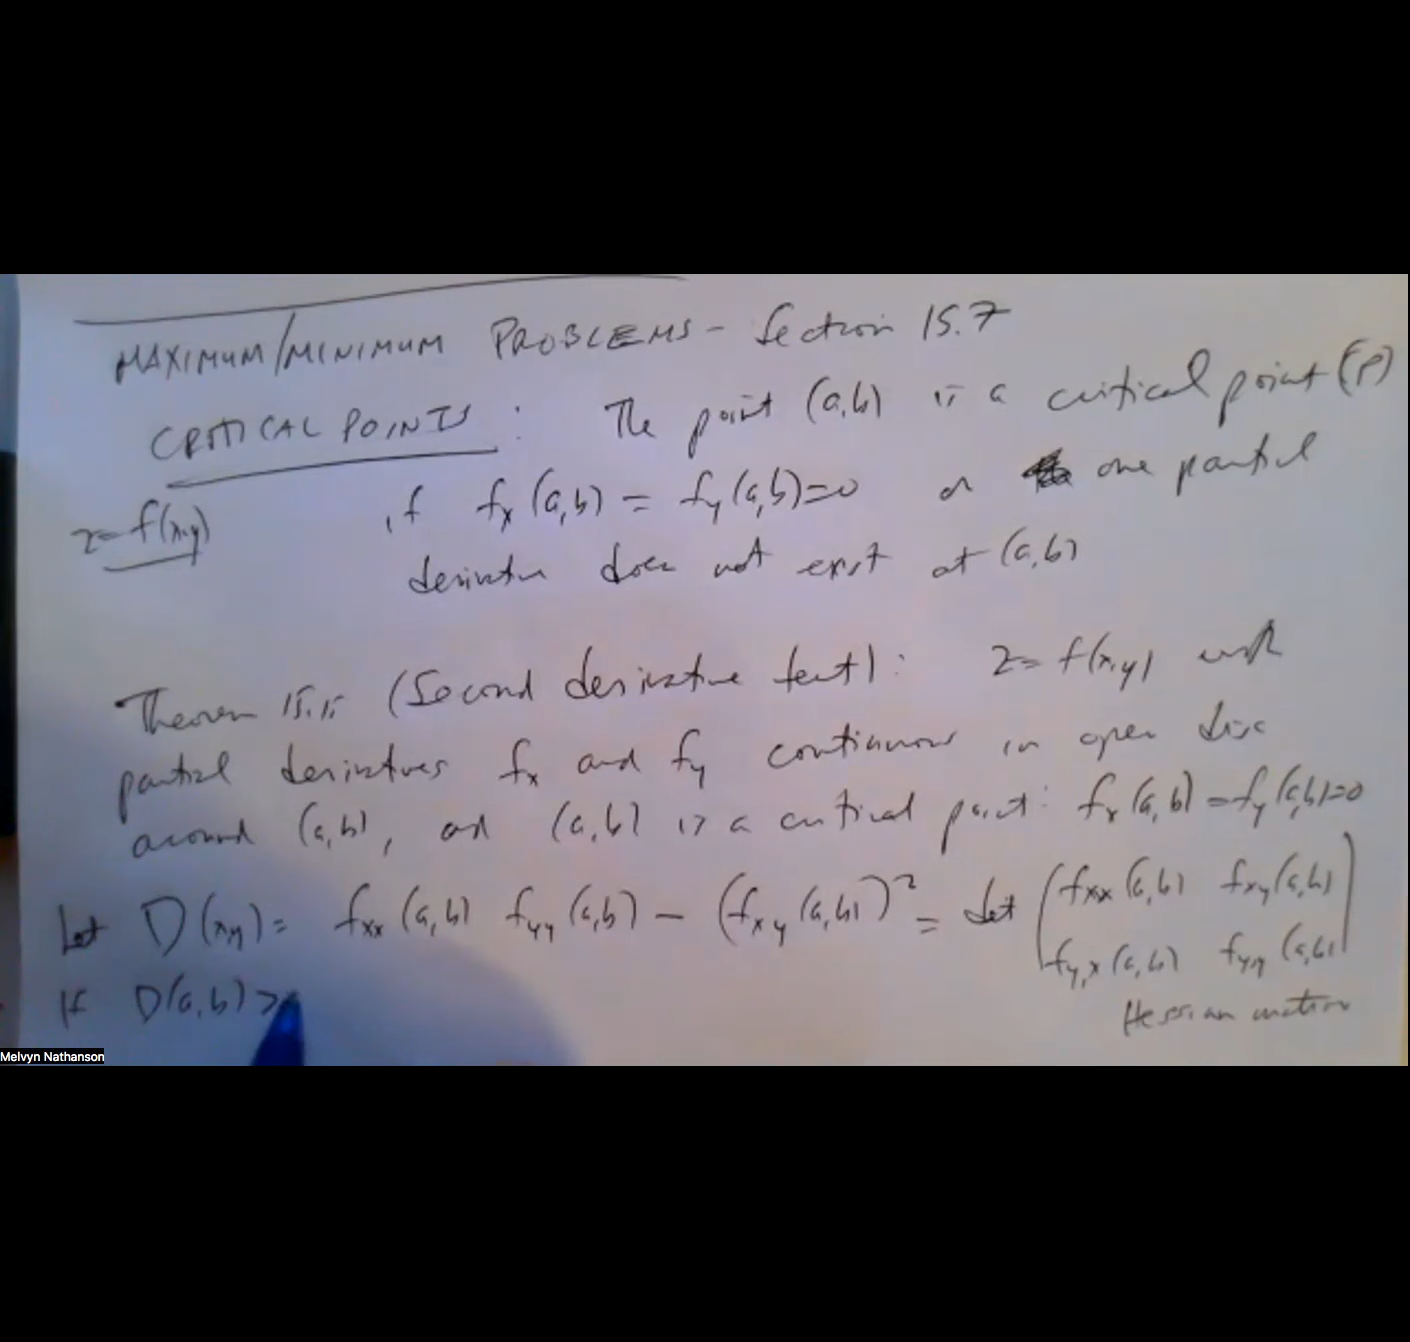 MAXIMUM/MINIMUM PROBLEMS - Section 15.7
CRITICAL POINTS : The point (a,b) is a critical point (P)
z = f(x,y) if fx (a,b) = fy (a,b) = 0 or one partial
derivative does not exist at (a,b)
Theorem 15.15 (Second derivative test): z = f(x,y) with
partial derivatives fx and fy continuous in open disc
around (a,b), and (a,b) is a critical point: fx (a,b) = fy (a,b) = 0
Let D(x,y) = fxx (a,b) fyy (a,b) - (fxy (a,b))² = det (fxx (a,b) fxy (a,b)
fy,x (a,b) fy,y (a,b))
If D(a,b) >
Hessian matrix
Melvyn Nathanson